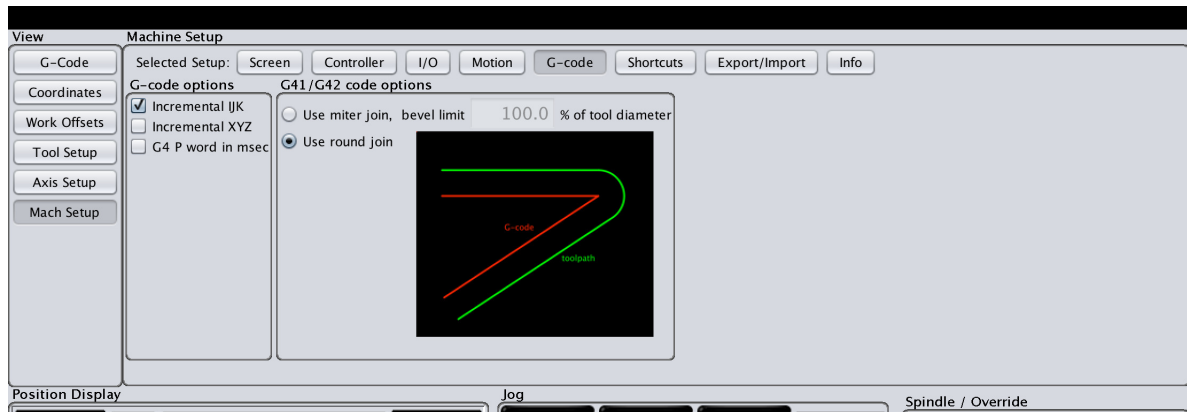 View Machine Setup
G-Code Selected Setup: Screen Controller I/O Motion G-code Shortcuts Export/Import Info
Coordinates
Work Offsets
Tool Setup
Axis Setup
Mach Setup
G-code options
Incremental IJK
Incremental XYZ
G4 P word in msec
G41/G42 code options
Use miter join, bevel limit 100.0 % of tool diameter
Use round join
G-code
toolpath
Position Display Jog Spindle / Override